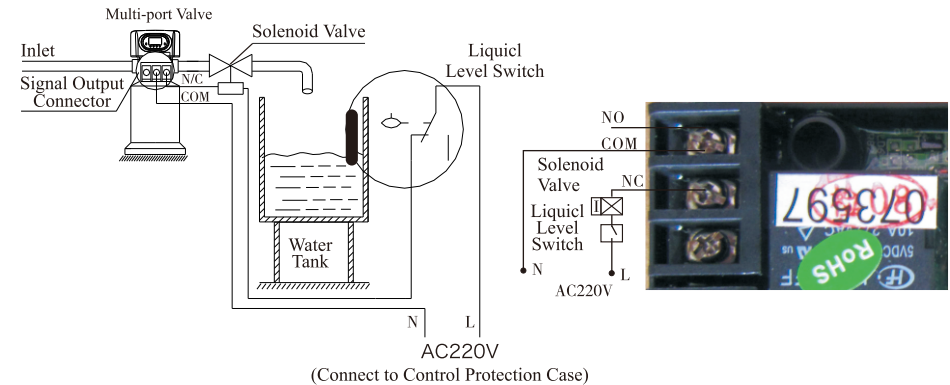 Multi-port Valve
Solenoid Valve
Inlet
Liquicl
Level Switch
Signal Output
Connector
N/C
COM
Water
Tank
N
L
AC220V
(Connect to Control Protection Case)
NO
COM
Solenoid
Valve
NC
Liquicl
Level
Switch
N
L
AC220V
073597
RoHS